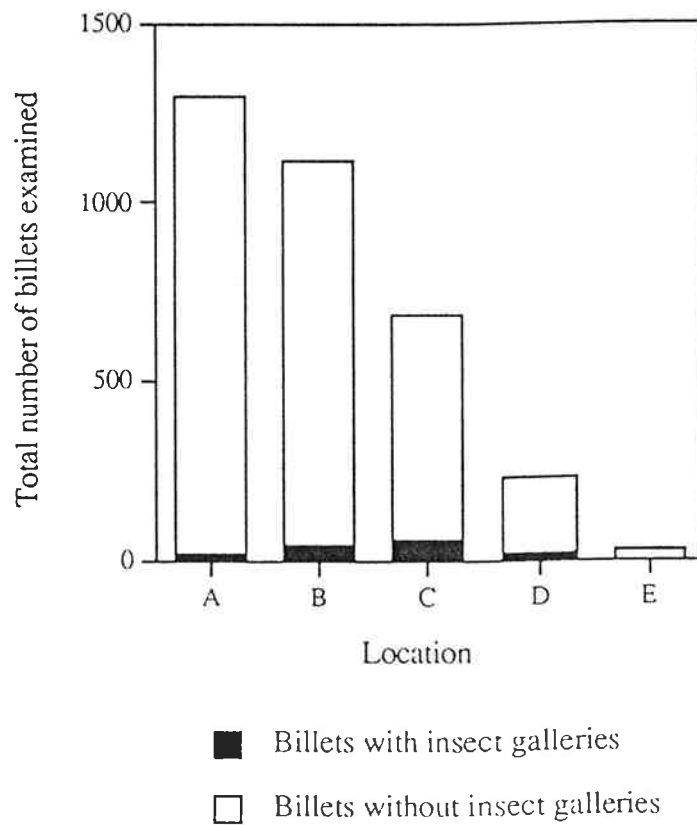 Total number of billets examined
1500
1000
500
0
A B C D E
Location
Billets with insect galleries
Billets without insect galleries